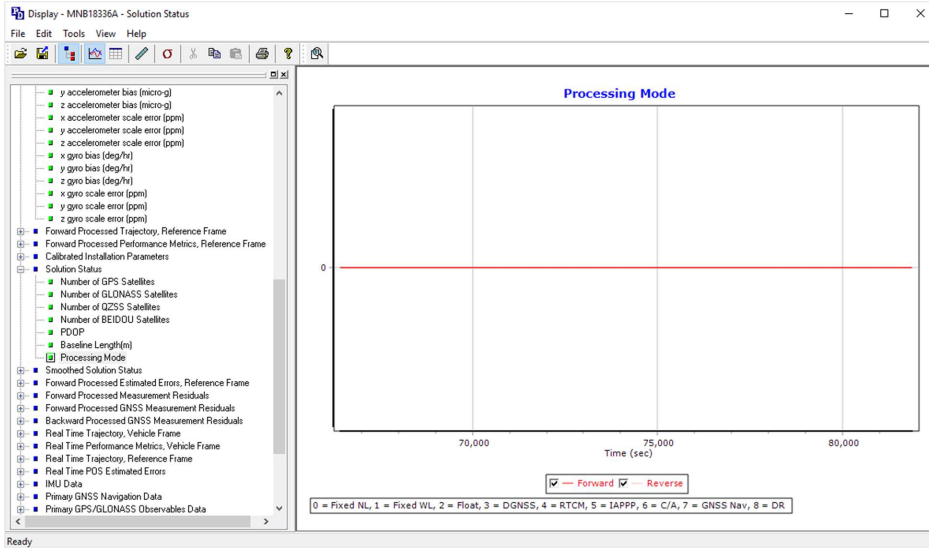 Display - MNB18336A - Solution Status
File Edit Tools View Help
y accelerometer bias (micro-g)
z accelerometer bias (micro-g)
x accelerometer scale error (ppm)
y accelerometer scale error (ppm)
z accelerometer scale error (ppm)
x gyro bias (deg/hr)
y gyro bias (deg/hr)
z gyro bias (deg/hr)
x gyro scale error (ppm)
y gyro scale error (ppm)
z gyro scale error (ppm)
Forward Processed Trajectory, Reference Frame
Forward Processed Performance Metrics, Reference Frame
Calibrated Installation Parameters
Solution Status
Number of GPS Satellites
Number of GLONASS Satellites
Number of QZSS Satellites
Number of BEIDOU Satellites
PDOP
Baseline Length(m)
Processing Mode
Smoothed Solution Status
Forward Processed Estimated Errors, Reference Frame
Forward Processed Measurement Residuals
Forward Processed GNSS Measurement Residuals
Backward Processed GNSS Measurement Residuals
Real Time Trajectory, Vehicle Frame
Real Time Performance Metrics, Vehicle Frame
Real Time Trajectory, Reference Frame
Real Time POS Estimated Errors
IMU Data
Primary GNSS Navigation Data
Primary GPS/GLONASS Observables Data
Processing Mode
0
70,000 75,000 80,000
Time (sec)
Forward Reverse
0 = Fixed NL, 1 = Fixed WL, 2 = Float, 3 = DGNSS, 4 = RTCM, 5 = IAPPP, 6 = C/A, 7 = GNSS Nav, 8 = DR
Ready